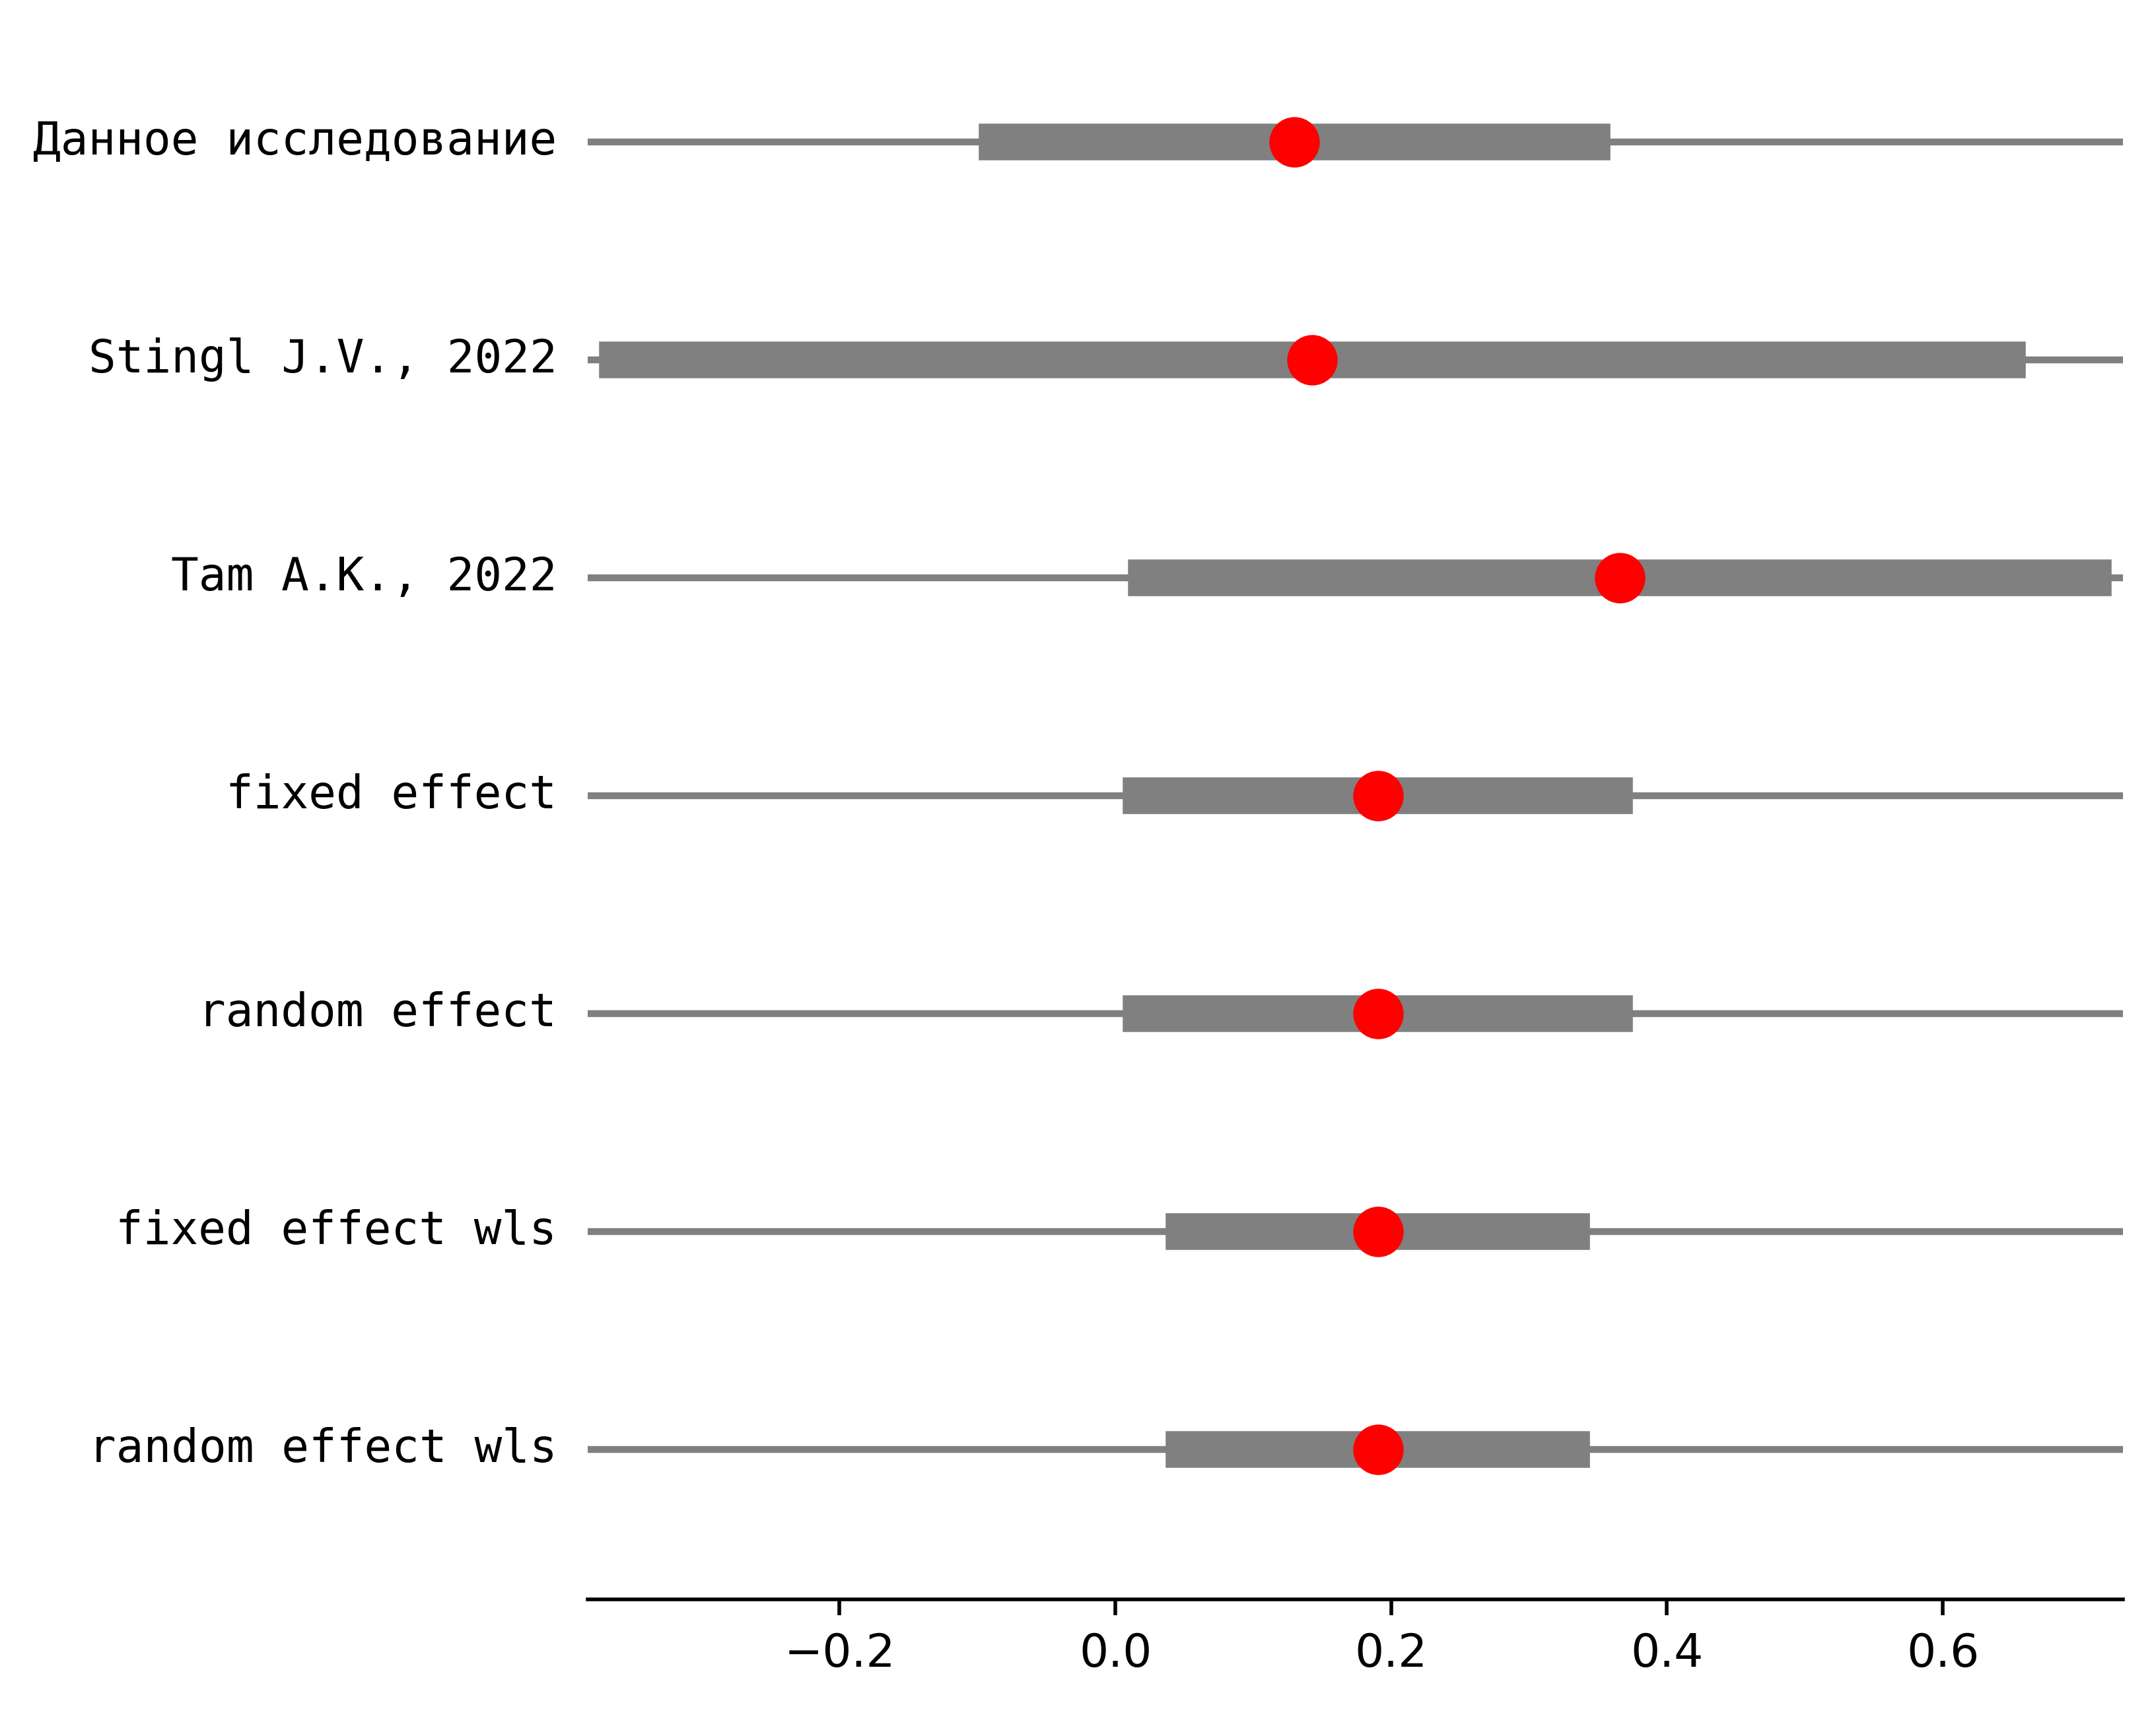 Данное исследование
Stingl J.V., 2022
Tam A.K., 2022
fixed effect
random effect
fixed effect wls
random effect wls
−0.2 0.0 0.2 0.4 0.6